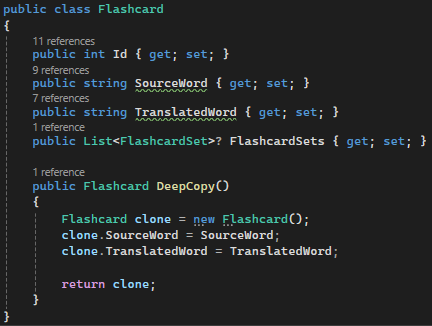 public class Flashcard
{
11 references
public int Id { get; set; }
9 references
public string SourceWord { get; set; }
7 references
public string TranslatedWord { get; set; }
1 reference
public List<FlashcardSet>? FlashcardSets { get; set; }
1 reference
public Flashcard DeepCopy()
{
Flashcard clone = new Flashcard();
clone.SourceWord = SourceWord;
clone.TranslatedWord = TranslatedWord;
return clone;
}
}